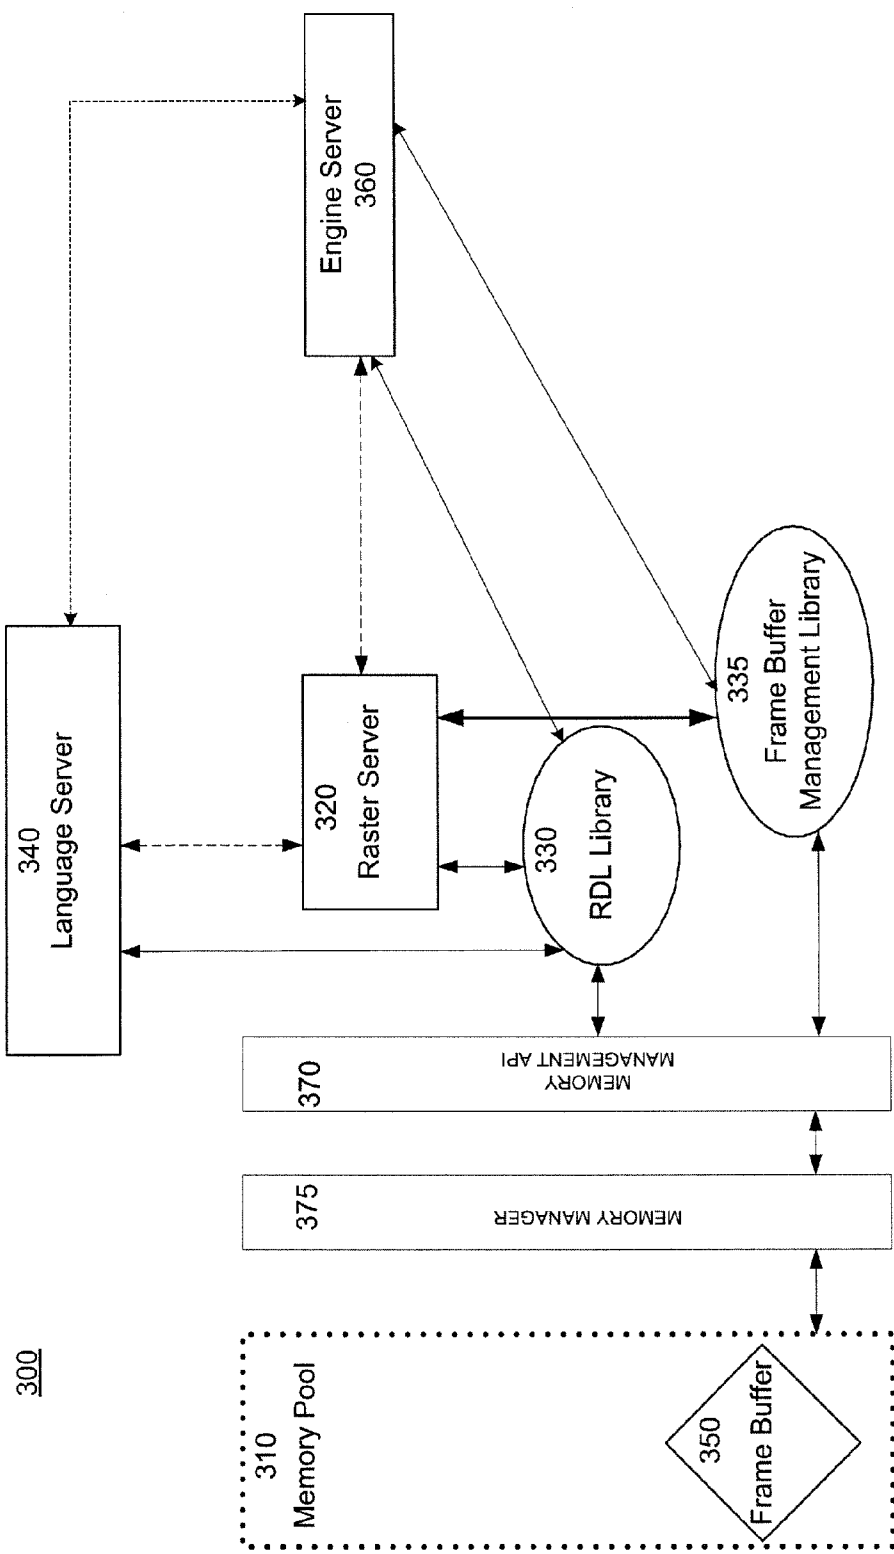 300
340
Language Server
310
Memory Pool
375
MEMORY MANAGER
370
MEMORY
MANAGEMENT API
320
Raster Server
Engine Server
360
330
RDL Library
350
Frame Buffer
335
Frame Buffer
Management Library